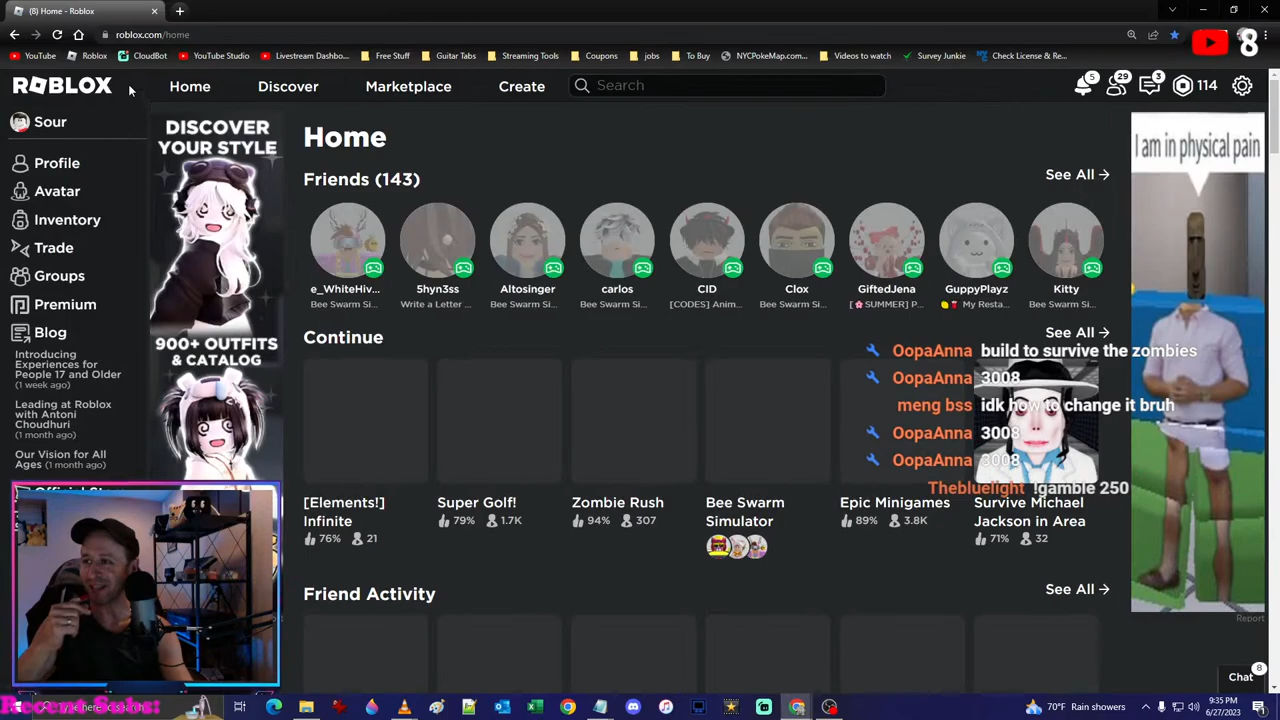 (8) Home - Roblox
roblox.com/home
YouTube
Roblox
CloudBot
YouTube Studio
Livestream Dashbo...
Free Stuff
Guitar Tabs
Streaming Tools
Coupons
jobs
To Buy
NYCPokeMap.com...
Videos to watch
Survey Junkie
Check License & Re...
8
ROBLOX
Home
Discover
Marketplace
Create
Search
5
29
3
114
Sour
Profile
Avatar
Inventory
Trade
Groups
Premium
Blog
Introducing
Experiences for
People 17 and Older
(1 week ago)
Leading at Roblox
with Antoni
Choudhuri
(1 month ago)
Our Vision for All
Ages (1 month ago)
DISCOVER
YOUR STYLE
900+ OUTFITS
& CATALOG
Home
Friends (143)
See All →
e_WhiteHiv...
Bee Swarm Si...
5hyn3ss
Write a Letter ...
Altosinger
Bee Swarm Si...
carlos
Bee Swarm Si...
CID
[CODES] Anim...
Clox
Bee Swarm Si...
GiftedJena
[🌸SUMMER] P...
GuppyPlayz
🍋🥤 My Resta...
Kitty
Bee Swarm Si...
Continue
See All →
[Elements!]
Infinite
76% 21
Super Golf!
79% 1.7K
Zombie Rush
94% 307
Bee Swarm
Simulator
Epic Minigames
89% 3.8K
Survive Michael
Jackson in Area
71% 32
Friend Activity
See All →
OopaAnna build to survive the zombies
OopaAnna 3008
meng bss idk how to change it bruh
OopaAnna 3008
OopaAnna 3008
Thebluelight !gamble 250
I am in physical pain
Report
Chat
8
Recent Subs:
70°F Rain showers
9:35 PM
6/27/2023